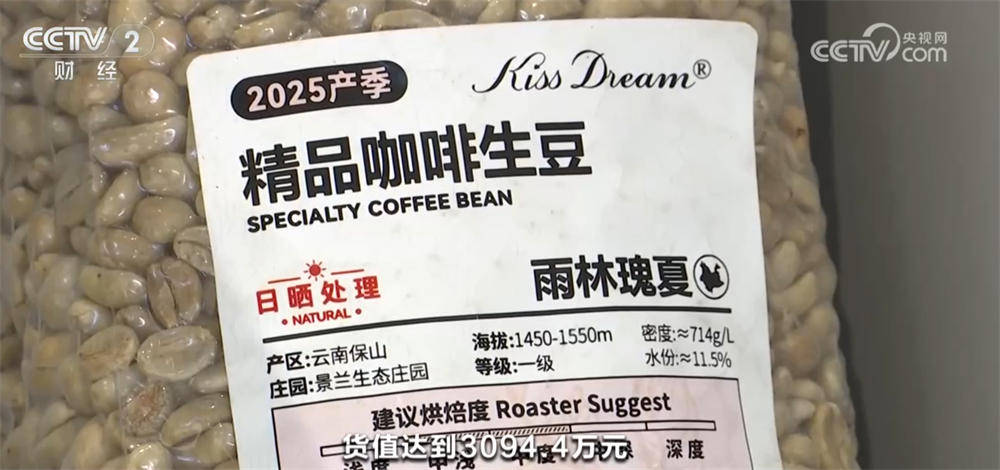 CCTV 2
财经
央视网
CCTV.com
2025产季
Kiss Dream®
精品咖啡生豆
SPECIALTY COFFEE BEAN
日晒处理
NATURAL
雨林瑰夏
产区:云南保山
海拔:1450-1550m
密度:≈714g/L
庄园:景兰生态庄园
等级:一级
水份:≈11.5%
建议烘焙度 Roaster Suggest
深度
货值达到3094.4万元